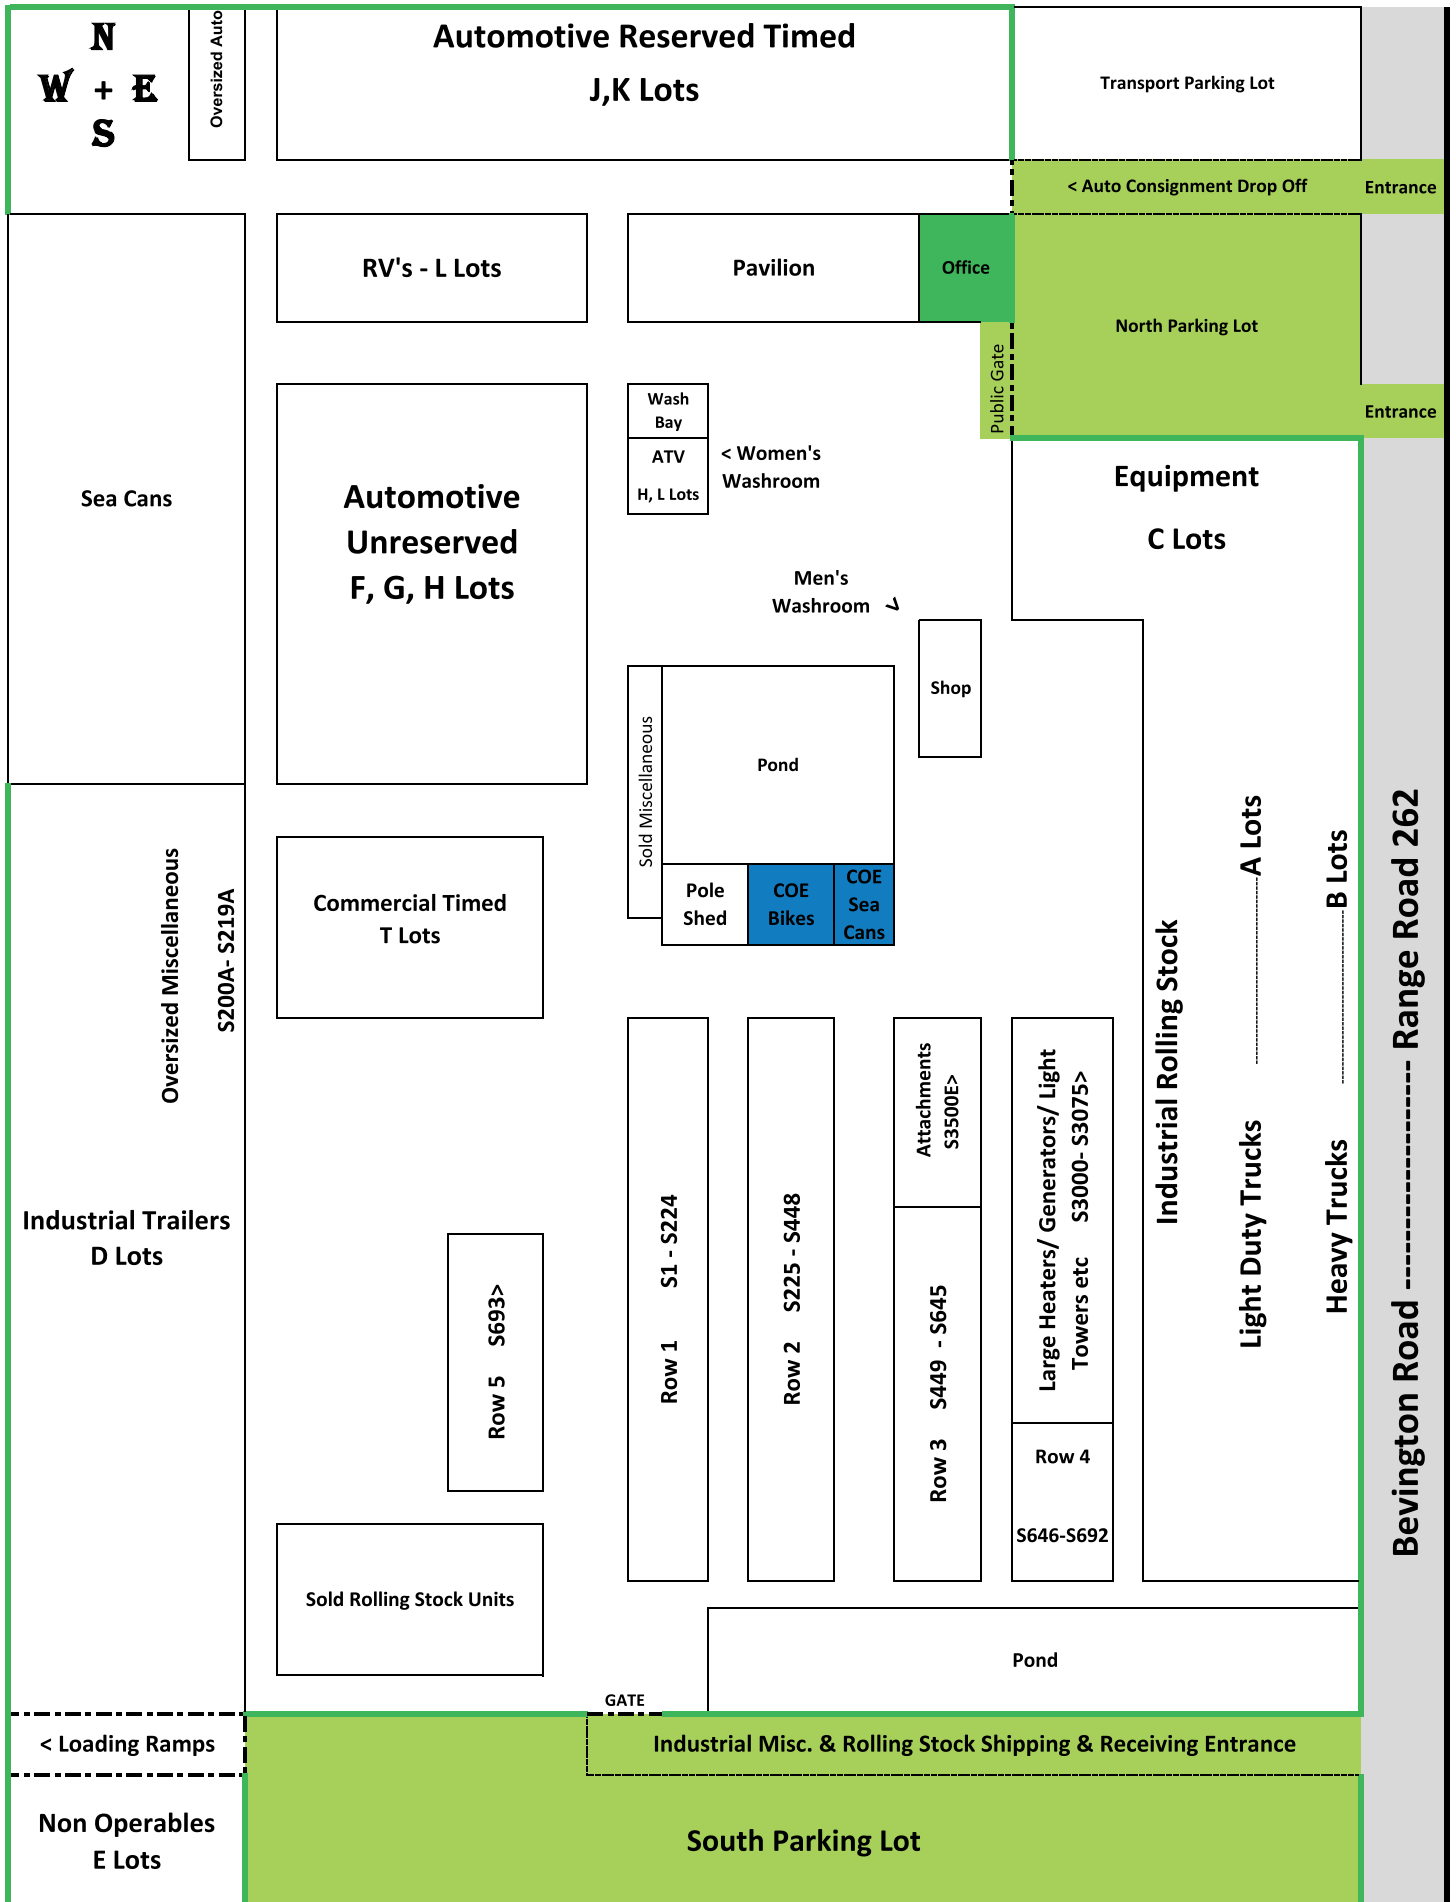 N
W + E
S
Oversized Auto
Automotive Reserved Timed
J,K Lots
Transport Parking Lot
< Auto Consignment Drop Off
Entrance
RV's - L Lots
Pavilion
Office
North Parking Lot
Public Gate
Entrance
Wash
Bay
ATV
H, L Lots
< Women's
Washroom
Sea Cans
Automotive
Unreserved
F, G, H Lots
Equipment
C Lots
Men's
Washroom
>
Shop
Sold Miscellaneous
Pond
Pole
Shed
COE
Bikes
COE
Sea
Cans
Oversized Miscellaneous
S200A- S219A
Commercial Timed
T Lots
Industrial Trailers
D Lots
Row 5 S693>
Row 1 S1 - S224
Row 2 S225 - S448
Attachments
S3500E>
Row 3 S449 - S645
Large Heaters/ Generators/ Light
Towers etc S3000- S3075>
Row 4
S646-S692
Industrial Rolling Stock
Light Duty Trucks ---------- A Lots
Heavy Trucks ---------- B Lots
Bevington Road -------------------- Range Road 262
Sold Rolling Stock Units
Pond
GATE
< Loading Ramps
Industrial Misc. & Rolling Stock Shipping & Receiving Entrance
Non Operables
E Lots
South Parking Lot